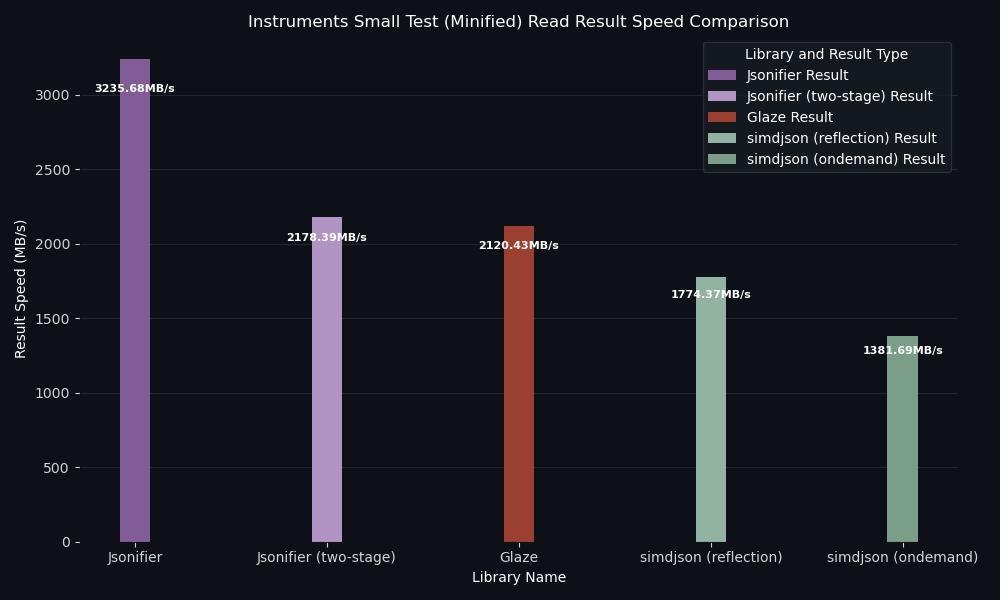 Instruments Small Test (Minified) Read Result Speed Comparison
Library and Result Type
Jsonifier Result
Jsonifier (two-stage) Result
Glaze Result
simdjson (reflection) Result
simdjson (ondemand) Result
Result Speed (MB/s)
3000
2500
2000
1500
1000
500
0
3235.68MB/s
2178.39MB/s
2120.43MB/s
1774.37MB/s
1381.69MB/s
Jsonifier
Jsonifier (two-stage)
Glaze
simdjson (reflection)
simdjson (ondemand)
Library Name